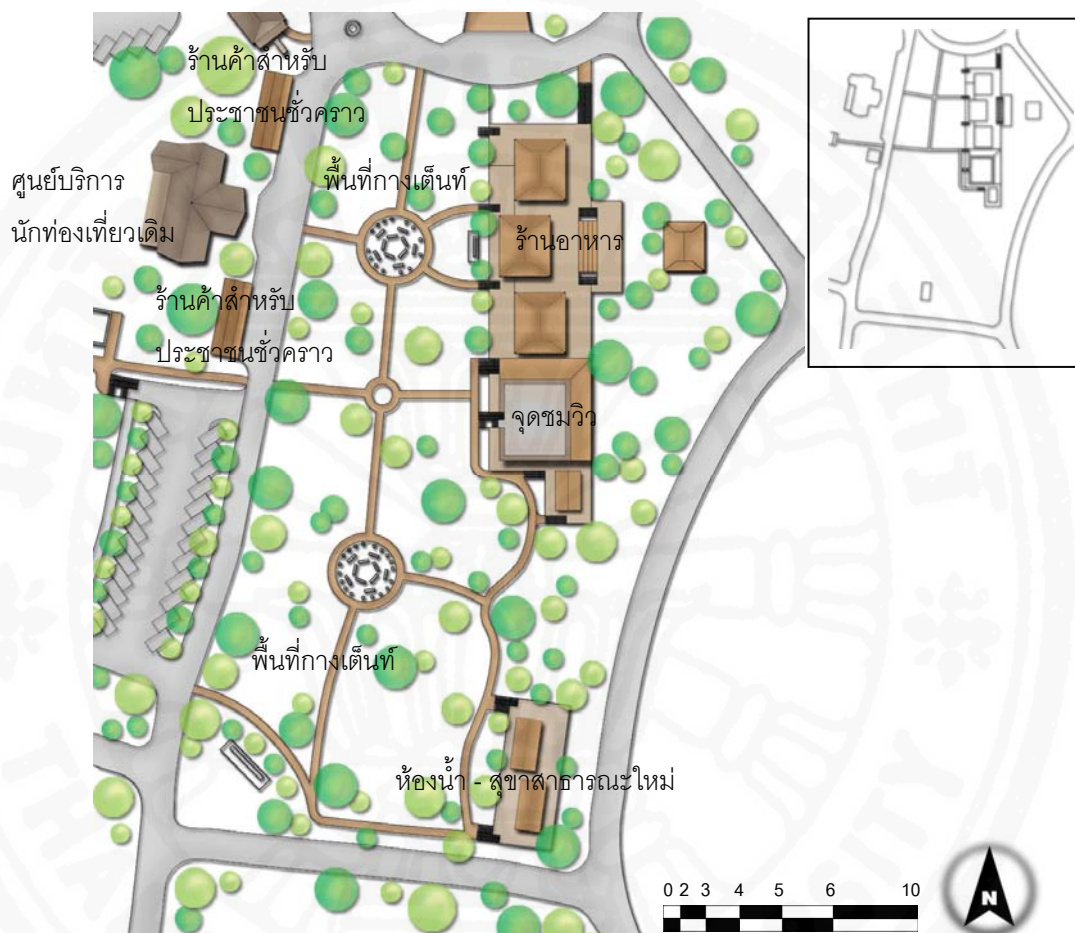 ร้านค้าสำหรับ
ประชาชนชั่วคราว
ศูนย์บริการ
นักท่องเที่ยวเดิม
พื้นที่กางเต็นท์
ร้านอาหาร
ร้านค้าสำหรับ
ประชาชนชั่วคราว
จุดชมวิว
พื้นที่กางเต็นท์
ห้องน้ำ - สุขาสาธารณะใหม่
0 2 3 4 5 6 10
N